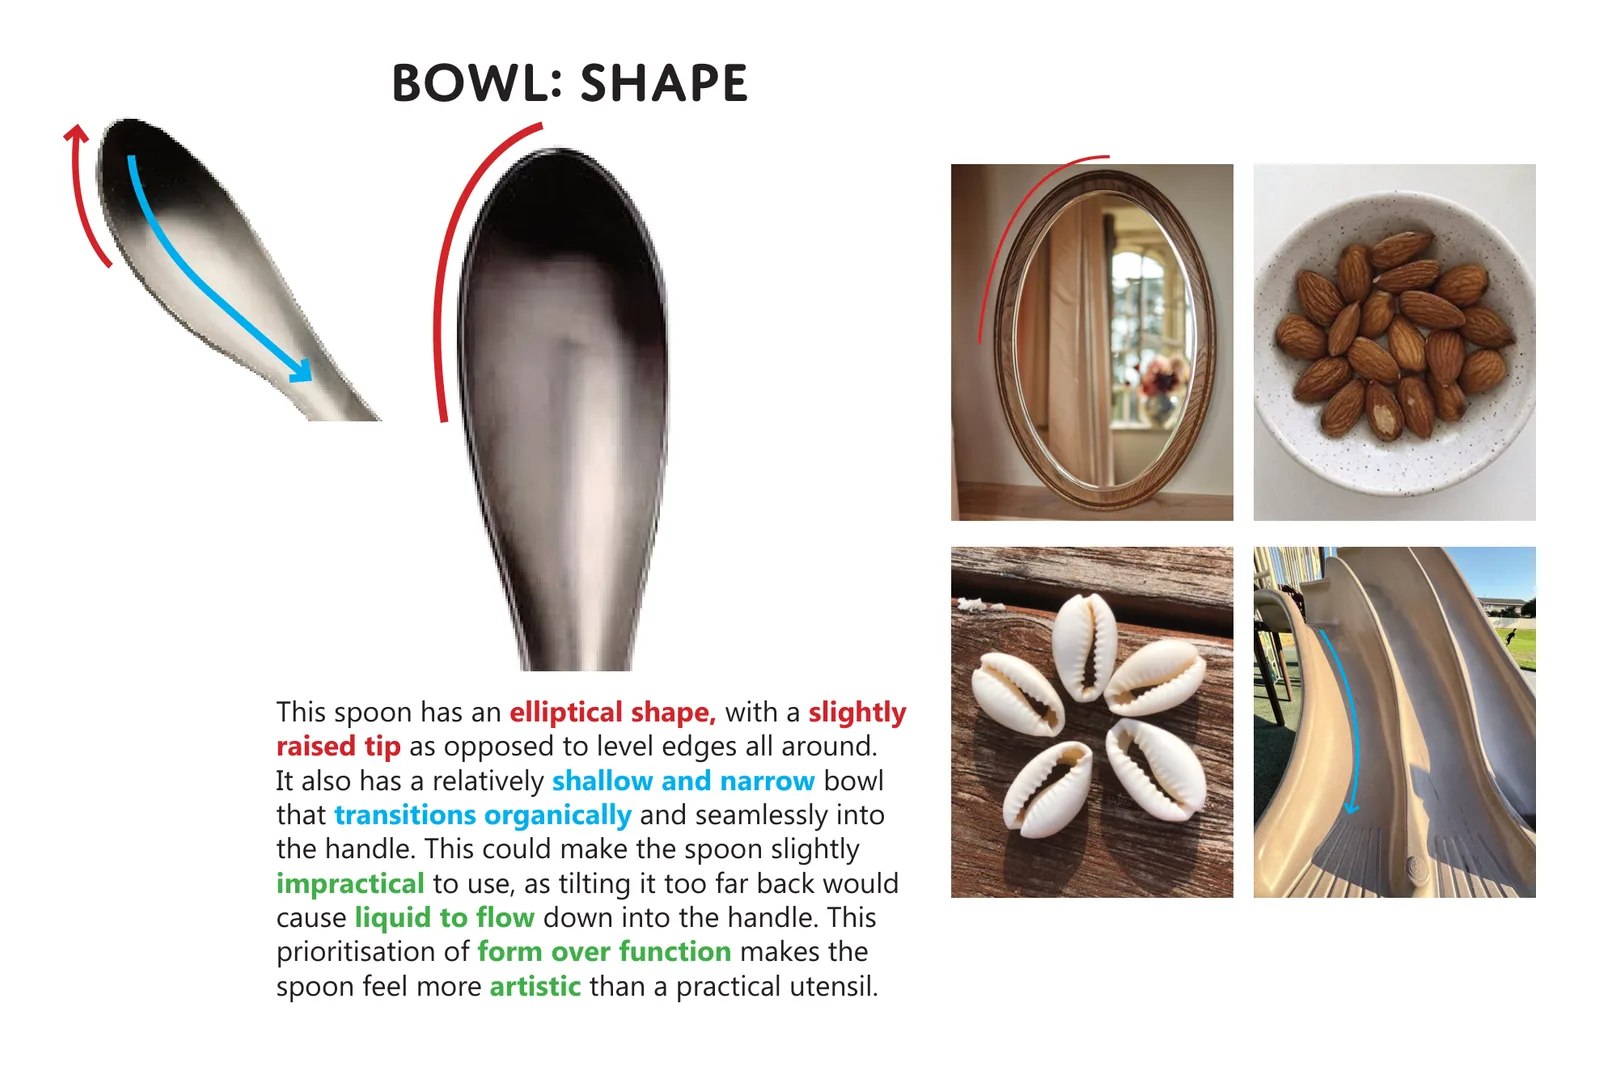 BOWL: SHAPE
This spoon has an elliptical shape, with a slightly
raised tip as opposed to level edges all around.
It also has a relatively shallow and narrow bowl
that transitions organically and seamlessly into
the handle. This could make the spoon slightly
impractical to use, as tilting it too far back would
cause liquid to flow down into the handle. This
prioritisation of form over function makes the
spoon feel more artistic than a practical utensil.